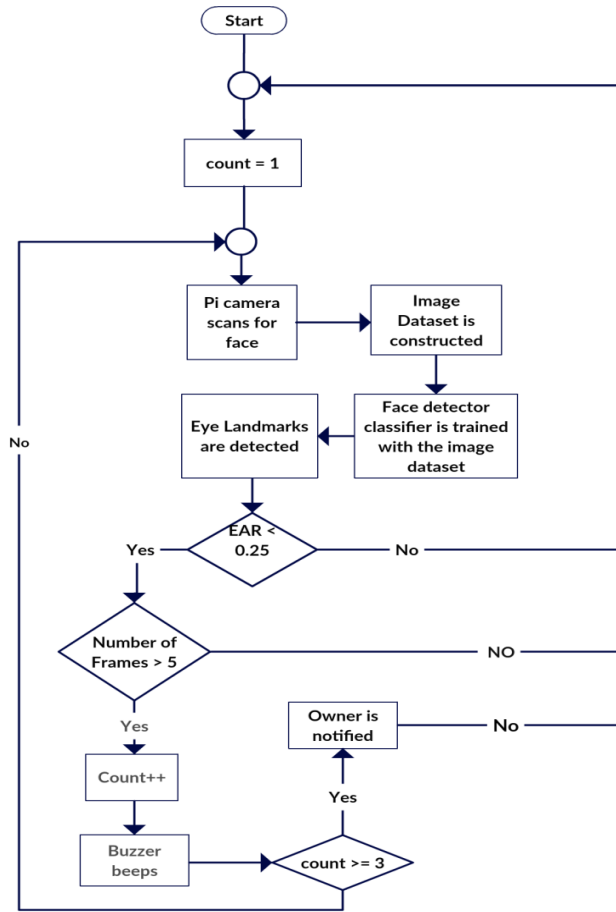 Start
count = 1
Pi camera
scans for
face
Image
Dataset is
constructed
Face detector
classifier is trained
with the image
dataset
Eye Landmarks
are detected
No
EAR <
0.25
Yes
No
Number of
Frames > 5
NO
Yes
Owner is
notified
No
Count++
Yes
Buzzer
beeps
count >= 3